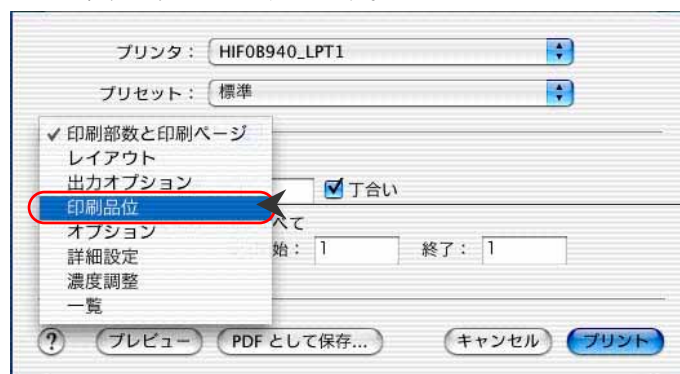 プリンタ： HIF0B940_LPT1
プリセット： 標準
✓ 印刷部数と印刷ページ
レイアウト
出力オプション
丁合い
印刷品位
べて
オプション
始： 1 終了： 1
詳細設定
濃度調整
一覧
? プレビュー PDF として保存... キャンセル プリント